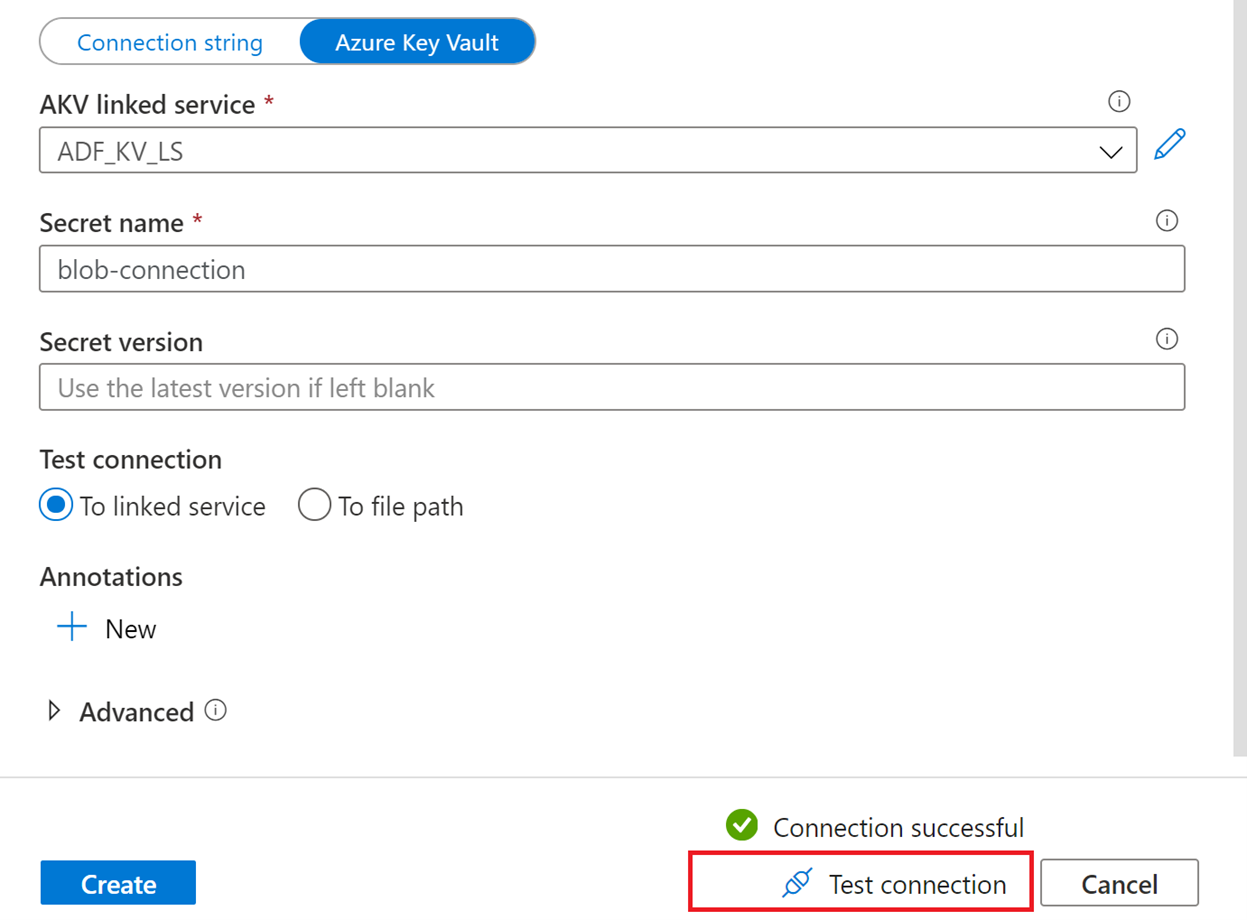 Connection string Azure Key Vault
AKV linked service *
ADF_KV_LS
Secret name *
blob-connection
Secret version
Use the latest version if left blank
Test connection
To linked service To file path
Annotations
New
Advanced
Connection successful
Create Test connection Cancel